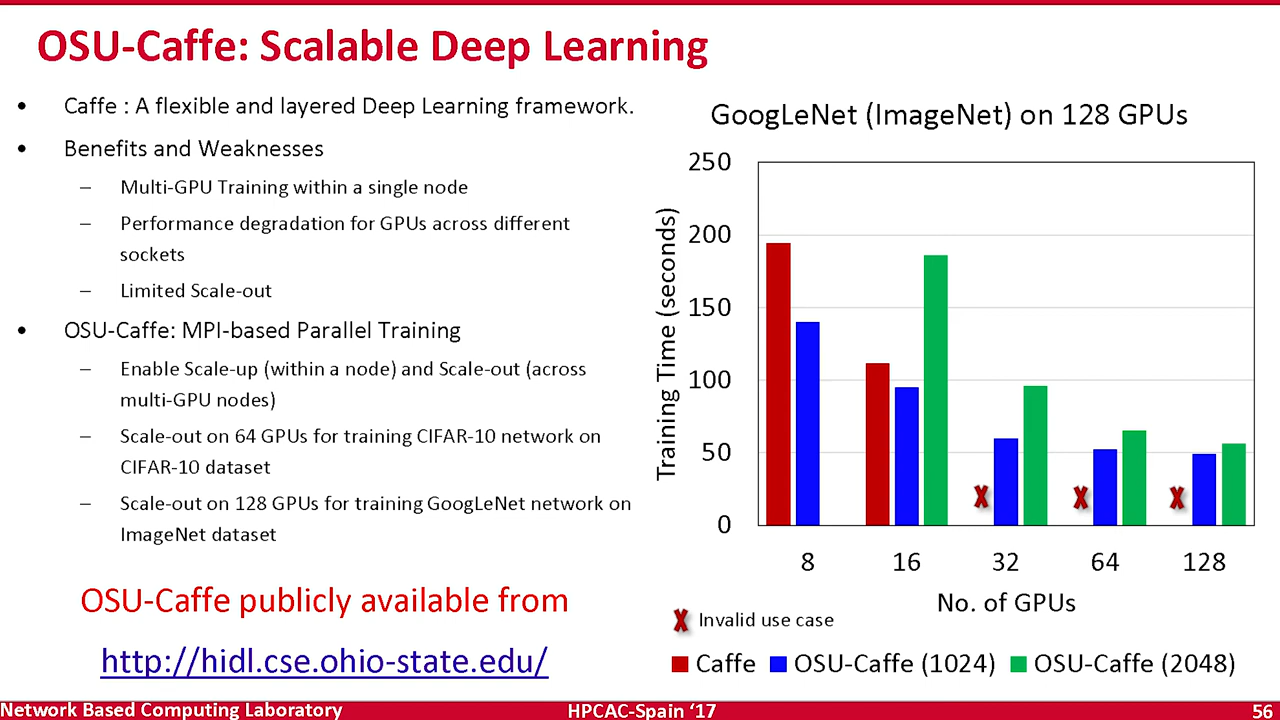 OSU-Caffe: Scalable Deep Learning
• Caffe : A flexible and layered Deep Learning framework.
• Benefits and Weaknesses
– Multi-GPU Training within a single node
– Performance degradation for GPUs across different
sockets
– Limited Scale-out
• OSU-Caffe: MPI-based Parallel Training
– Enable Scale-up (within a node) and Scale-out (across
multi-GPU nodes)
– Scale-out on 64 GPUs for training CIFAR-10 network on
CIFAR-10 dataset
– Scale-out on 128 GPUs for training GoogLeNet network on
ImageNet dataset
OSU-Caffe publicly available from
http://hidl.cse.ohio-state.edu/
GoogLeNet (ImageNet) on 128 GPUs
Training Time (seconds)
250
200
150
100
50
0
8 16 32 64 128
No. of GPUs
Invalid use case
Caffe OSU-Caffe (1024) OSU-Caffe (2048)
Network Based Computing Laboratory HPCAC-Spain ‘17 56